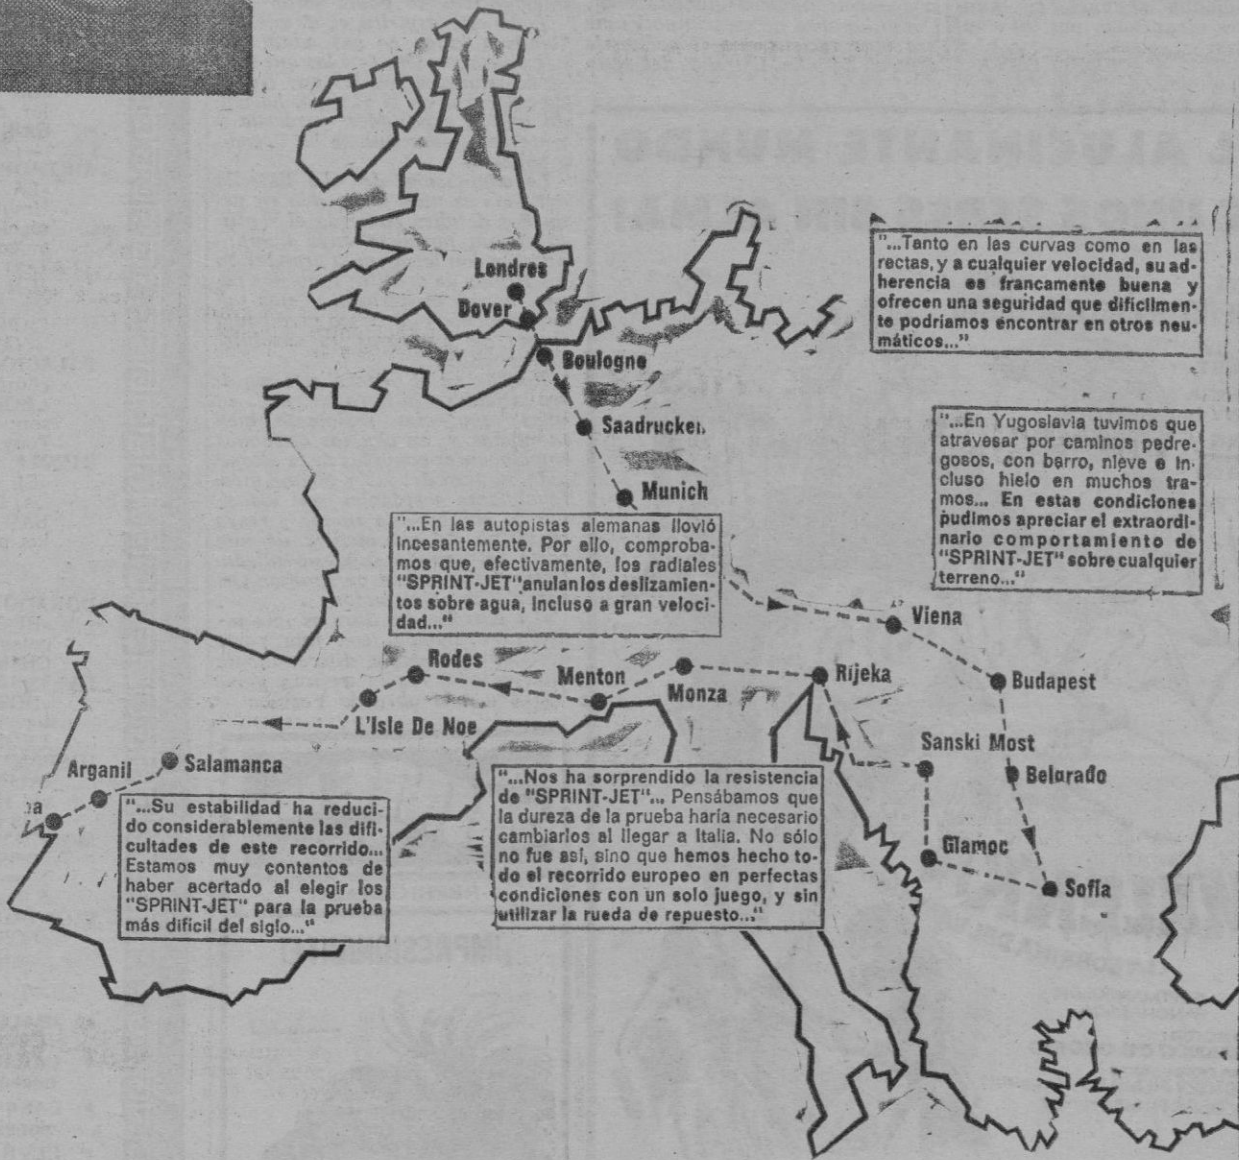 Londres
Dover
Boulogne
Saadrucken
Munich
"...Tanto en las curvas como en las
rectas, y a cualquier velocidad, su ad-
herencia es francamente buena y
ofrecen una seguridad que dificilmen-
te podríamos encontrar en otros neu-
máticos..."
"...En Yugoslavia tuvimos que
atravesar por caminos pedre-
gosos, con barro, nieve e in-
cluso hielo en muchos tra-
mos... En estas condiciones
pudimos apreciar el extraordi-
nario comportamiento de
"SPRINT-JET" sobre cualquier
terreno..."
"...En las autopistas alemanas llovió
incesantemente. Por ello, comproba-
mos que, efectivamente, los radiales
"SPRINT-JET" anulan los deslizamien-
tos sobre agua, incluso a gran veloci-
dad..."
Viena
Budapest
Rijeka
Monza
Menton
Rodes
L'Isle De Noe
Sanski Most
Belarado
Glamoc
Sofia
Arganil
Salamanca
"...Su estabilidad ha reduci-
do considerablemente las difi-
cultades de este recorrido...
Estamos muy contentos de
haber acertado al elegir los
"SPRINT-JET" para la prueba
más dificil del siglo..."
"...Nos ha sorprendido la resistencia
de "SPRINT-JET"... Pensábamos que
la dureza de la prueba haría necesario
cambiarlos al llegar a Italia. No sólo
no fue así, sino que hemos hecho to-
do el recorrido europeo en perfectas
condiciones con un solo juego, y sin
utilizar la rueda de repuesto..."